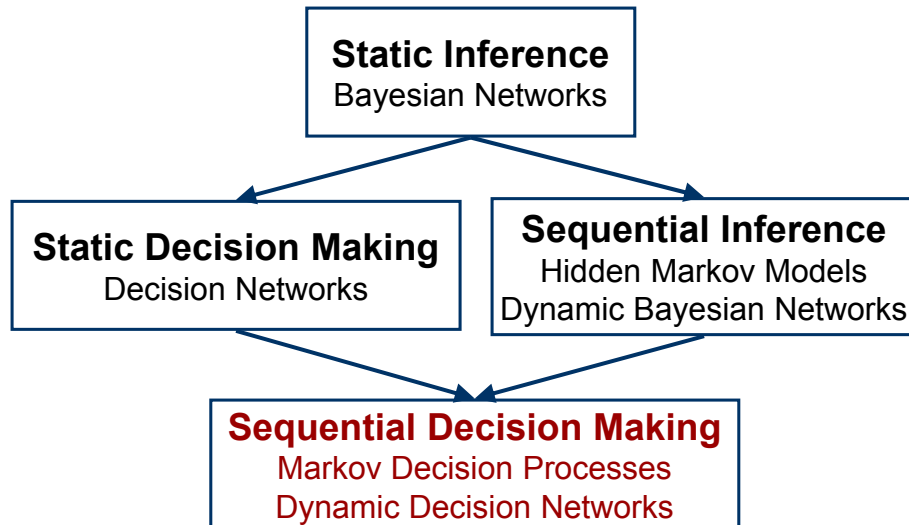 Static Inference
Bayesian Networks
Static Decision Making
Decision Networks
Sequential Inference
Hidden Markov Models
Dynamic Bayesian Networks
Sequential Decision Making
Markov Decision Processes
Dynamic Decision Networks